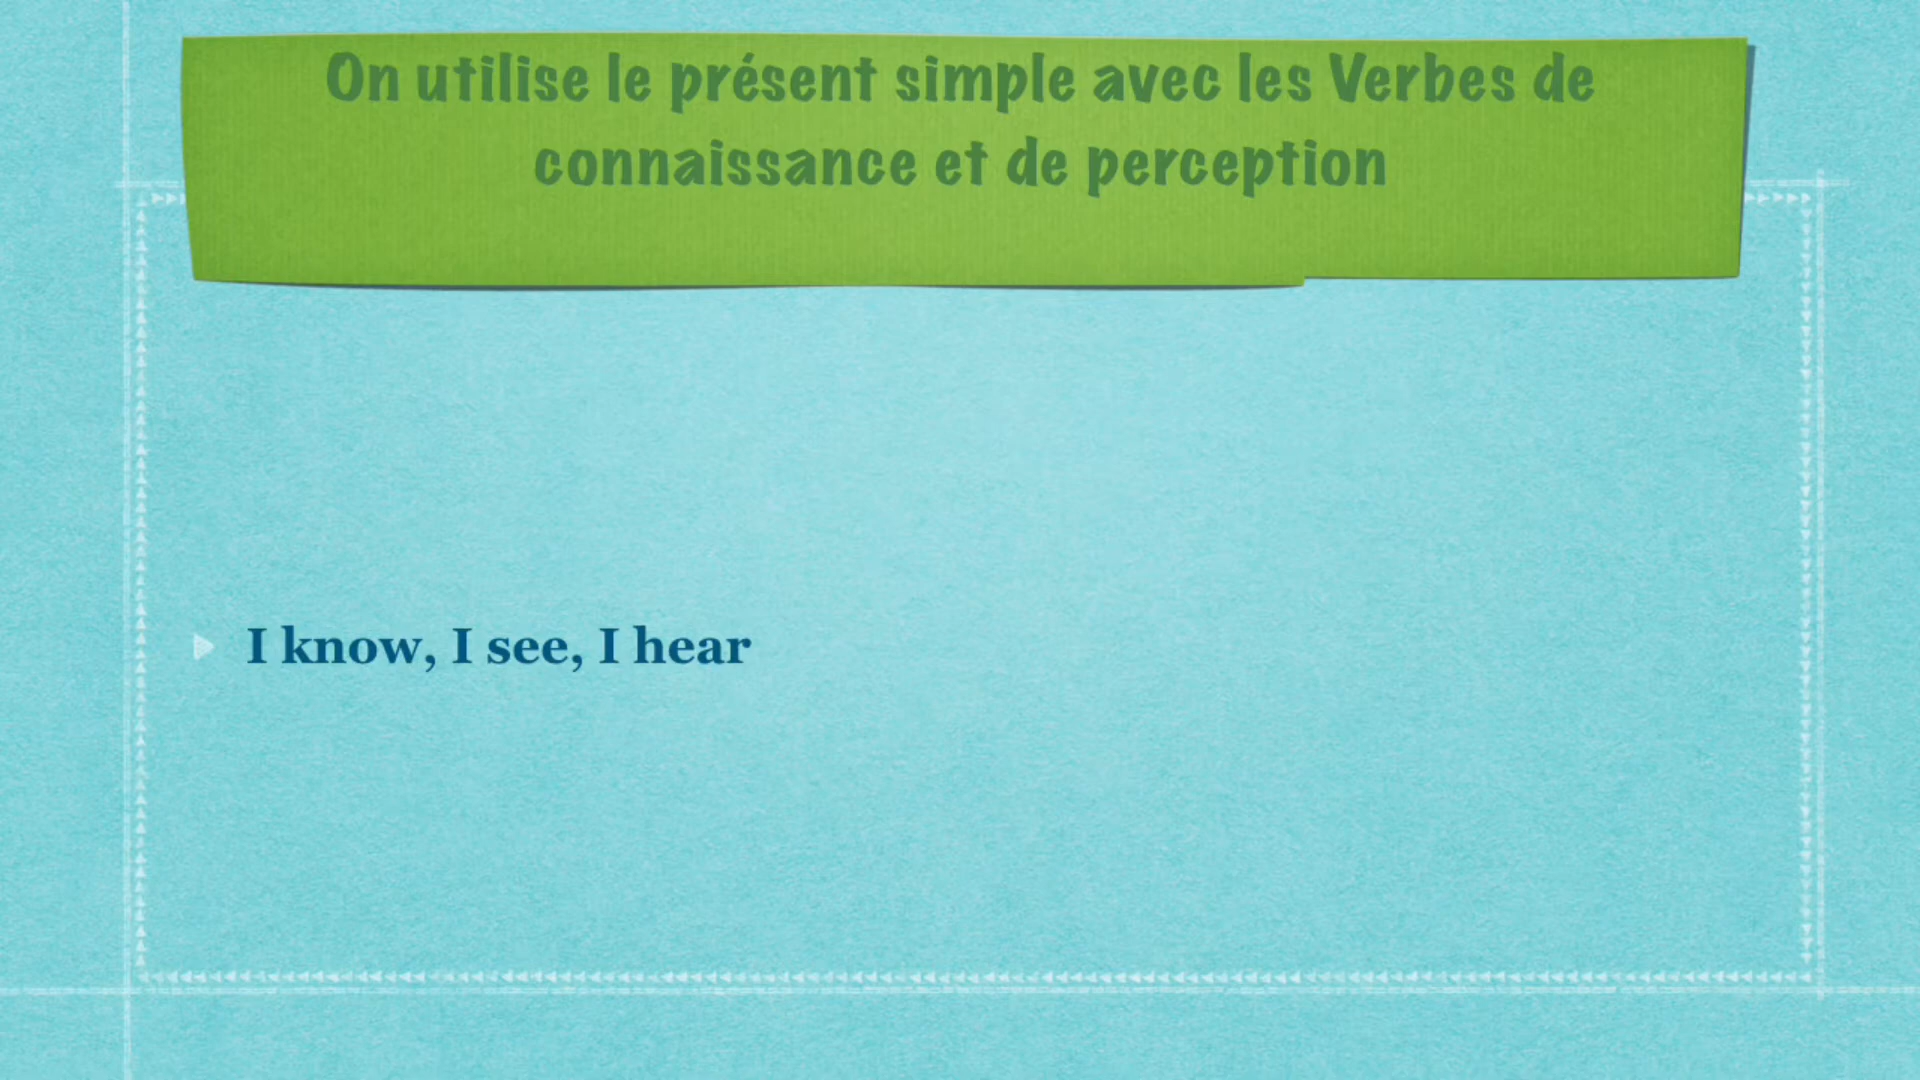 On utilise le présent simple avec les Verbes de
connaissance et de perception
I know, I see, I hear